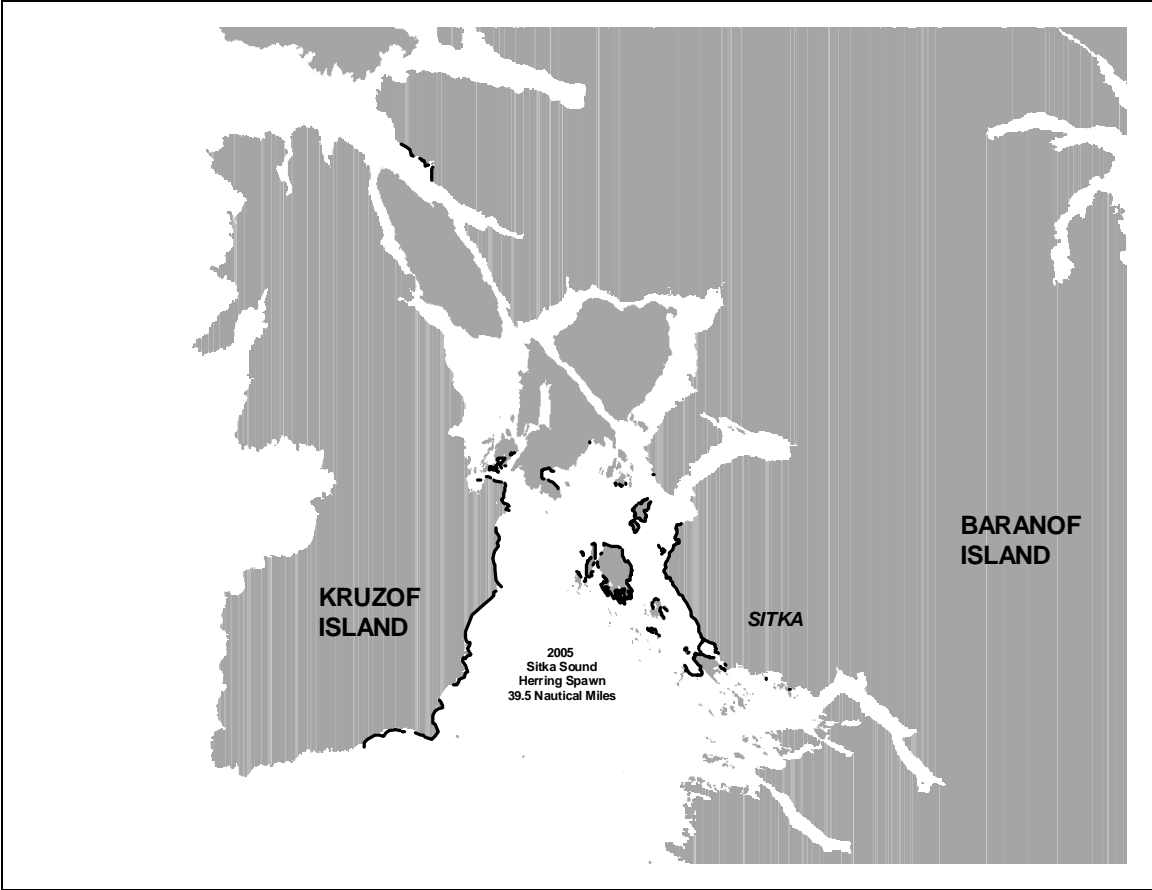 BARANOF
ISLAND
KRUZOF
ISLAND
SITKA
2005
Sitka Sound
Herring Spawn
39.5 Nautical Miles